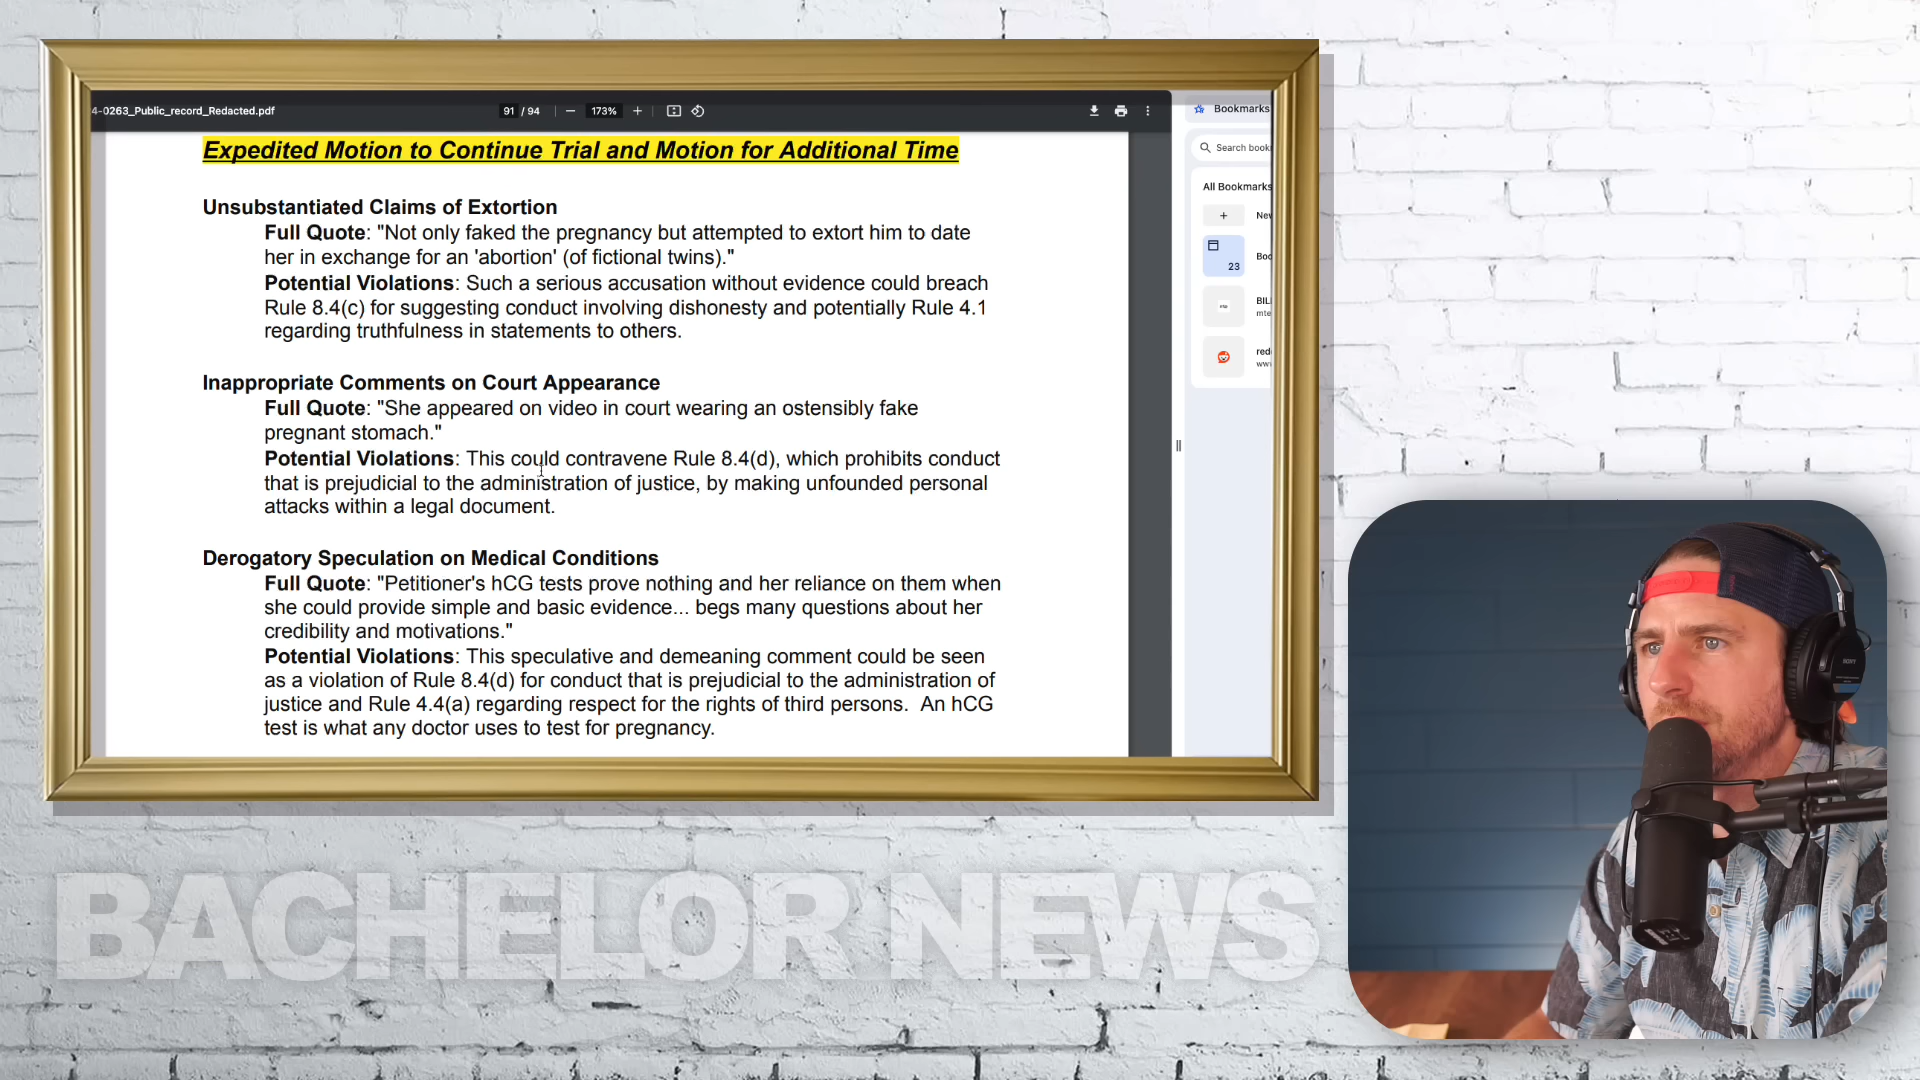 4-0263_Public_record_Redacted.pdf
91 / 94
173%
Bookmarks
Expedited Motion to Continue Trial and Motion for Additional Time
Search book
All Bookmarks
Unsubstantiated Claims of Extortion
New
Full Quote: "Not only faked the pregnancy but attempted to extort him to date
her in exchange for an 'abortion' (of fictional twins)."
Boo
23
Potential Violations: Such a serious accusation without evidence could breach
Rule 8.4(c) for suggesting conduct involving dishonesty and potentially Rule 4.1
regarding truthfulness in statements to others.
BIL
mte
redd
www
Inappropriate Comments on Court Appearance
Full Quote: "She appeared on video in court wearing an ostensibly fake
pregnant stomach."
Potential Violations: This could contravene Rule 8.4(d), which prohibits conduct
that is prejudicial to the administration of justice, by making unfounded personal
attacks within a legal document.
Derogatory Speculation on Medical Conditions
Full Quote: "Petitioner's hCG tests prove nothing and her reliance on them when
she could provide simple and basic evidence... begs many questions about her
credibility and motivations."
Potential Violations: This speculative and demeaning comment could be seen
as a violation of Rule 8.4(d) for conduct that is prejudicial to the administration of
justice and Rule 4.4(a) regarding respect for the rights of third persons. An hCG
test is what any doctor uses to test for pregnancy.
SONY
BACHELOR NEWS